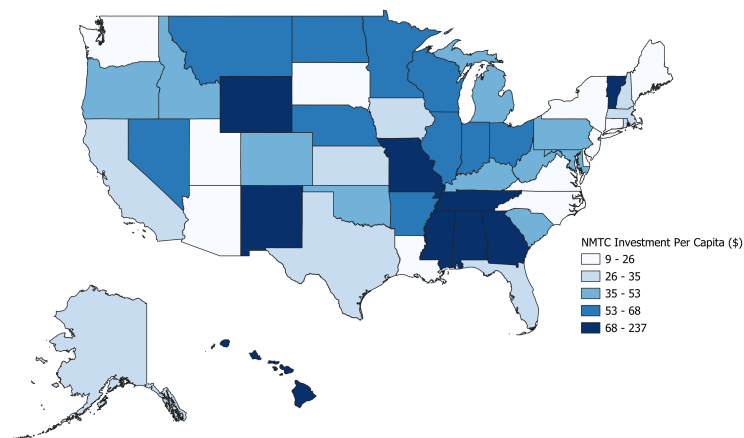 NMTC Investment Per Capita ($)
9 - 26
26 - 35
35 - 53
53 - 68
68 - 237